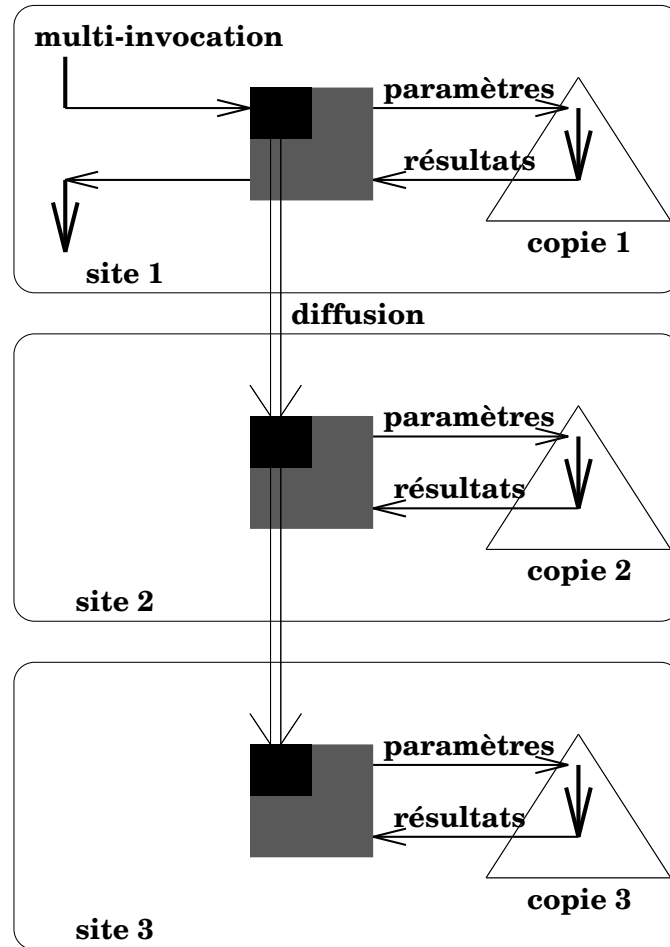 multi-invocation
paramètres
résultats
copie 1
site 1
diffusion
paramètres
résultats
copie 2
site 2
paramètres
résultats
copie 3
site 3